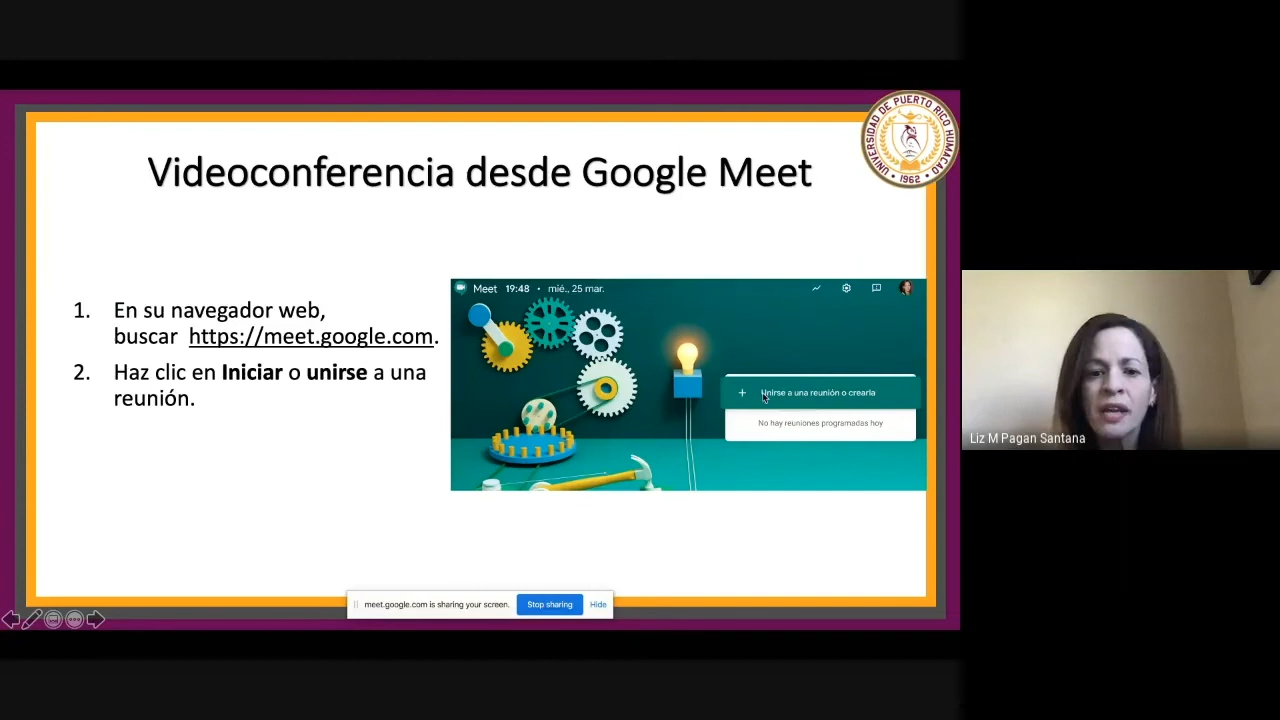 Videoconferencia desde Google Meet
UNIVERSIDAD DE PUERTO RICO HUMACAO
1962
1. En su navegador web,
buscar https://meet.google.com.
2. Haz clic en Iniciar o unirse a una
reunión.
Meet 19:48 • mié., 25 mar.
+ Unirse a una reunión o crearla
No hay reuniones programadas hoy
Liz M Pagan Santana
meet.google.com is sharing your screen. Stop sharing Hide